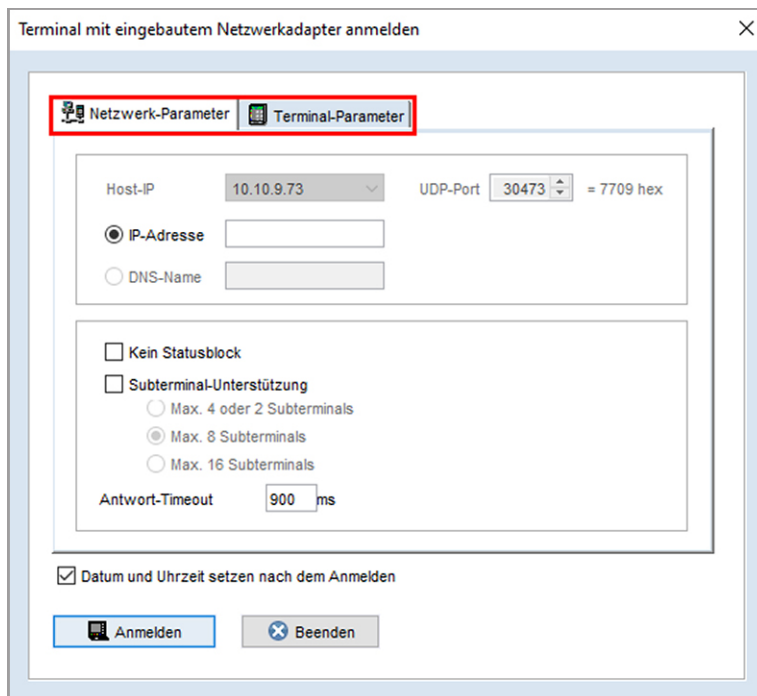 Terminal mit eingebautem Netzwerkadapter anmelden
Netzwerk-Parameter Terminal-Parameter
Host-IP 10.10.9.73 UDP-Port 30473 = 7709 hex
IP-Adresse
DNS-Name
Kein Statusblock
Subterminal-Unterstützung
Max. 4 oder 2 Subterminals
Max. 8 Subterminals
Max. 16 Subterminals
Antwort-Timeout 900 ms
Datum und Uhrzeit setzen nach dem Anmelden
Anmelden Beenden